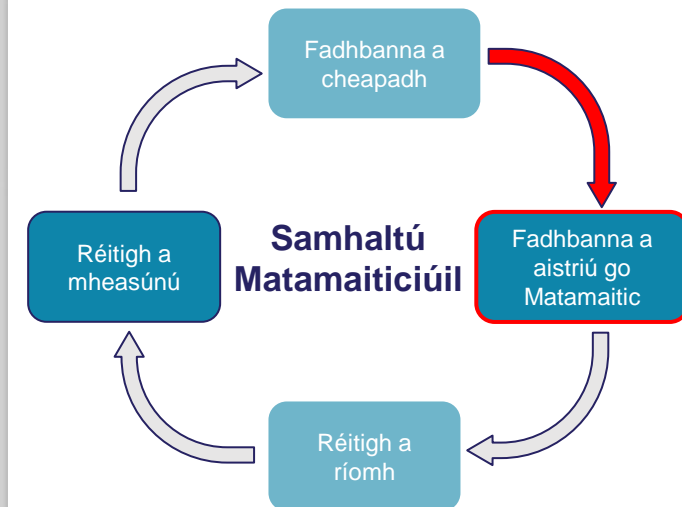 Fadhbanna a
cheapadh
Samhaltú
Matamaiticiúil
Fadhbanna a
aistriú go
Matamaitic
Réitigh a
mheasúnú
Réitigh a
ríomh